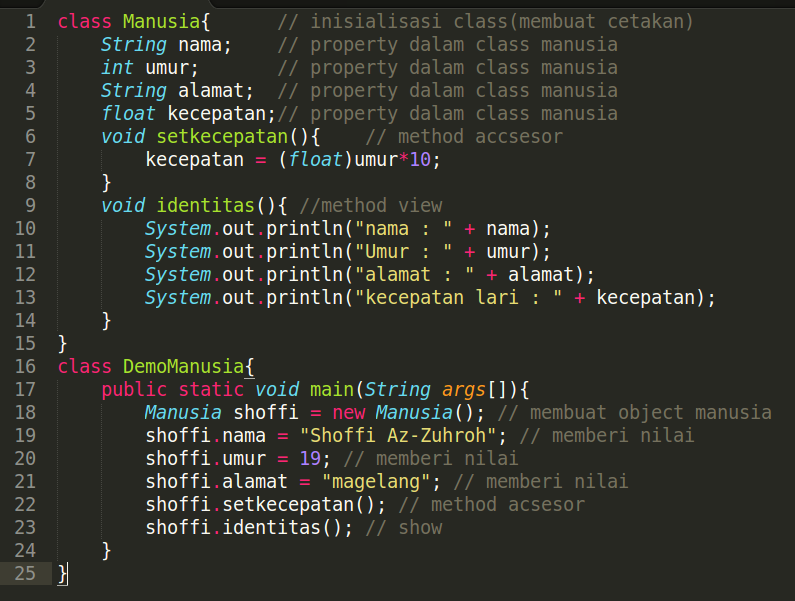 1 class Manusia{      // inisialisasi class(membuat cetakan)
2     String nama;    // property dalam class manusia
3     int umur;       // property dalam class manusia
4     String alamat;  // property dalam class manusia
5     float kecepatan;// property dalam class manusia
6     void setkecepatan(){    // method accsesor
7         kecepatan = (float)umur*10;
8     }
9     void identitas(){ //method view
10         System.out.println("nama : " + nama);
11         System.out.println("Umur : " + umur);
12         System.out.println("alamat : " + alamat);
13         System.out.println("kecepatan lari : " + kecepatan);
14     }
15 }
16 class DemoManusia{
17     public static void main(String args[]){
18         Manusia shoffi = new Manusia(); // membuat object manusia
19         shoffi.nama = "Shoffi Az-Zuhroh"; // memberi nilai
20         shoffi.umur = 19; // memberi nilai
21         shoffi.alamat = "magelang"; // memberi nilai
22         shoffi.setkecepatan(); // method acsesor
23         shoffi.identitas(); // show
24     }
25 }